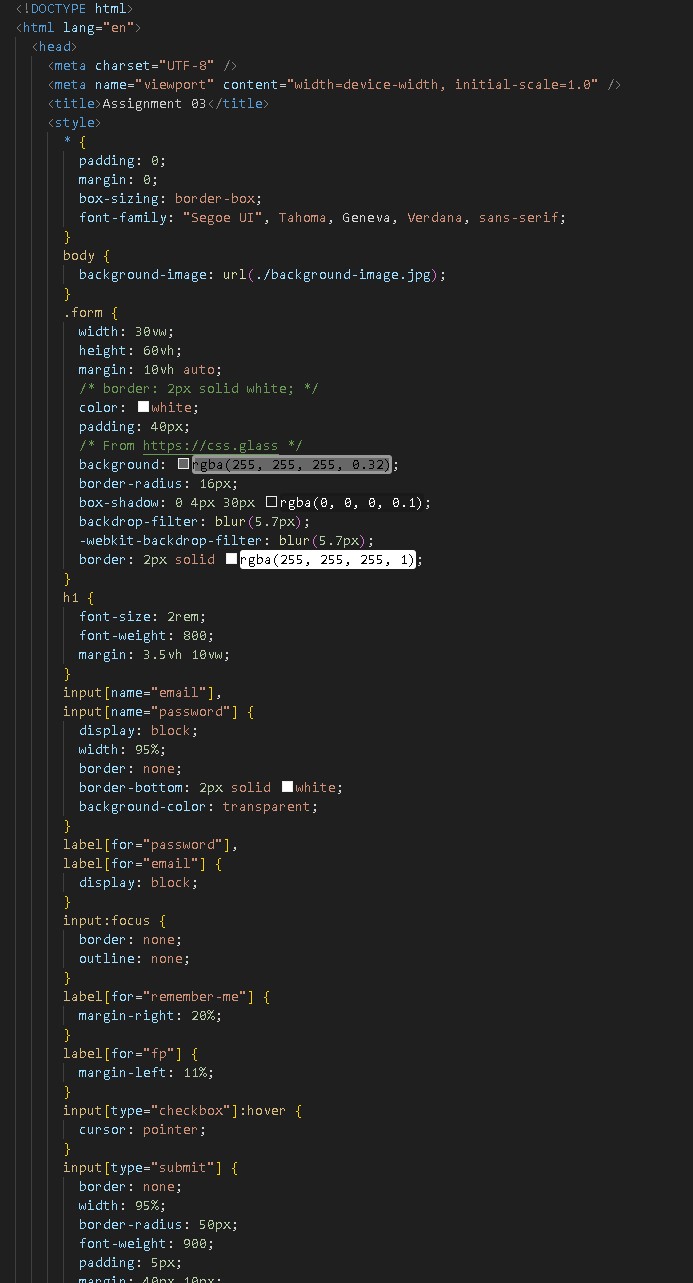 <!DOCTYPE html>
<html lang="en">
<head>
<meta charset="UTF-8" />
<meta name="viewport" content="width=device-width, initial-scale=1.0" />
<title>Assignment 03</title>
<style>
* {
padding: 0;
margin: 0;
box-sizing: border-box;
font-family: "Segoe UI", Tahoma, Geneva, Verdana, sans-serif;
}
body {
background-image: url(./background-image.jpg);
}
.form {
width: 30vw;
height: 60vh;
margin: 10vh auto;
/* border: 2px solid white; */
color: white;
padding: 40px;
/* From https://css.glass */
background: rgba(255, 255, 255, 0.32);
border-radius: 16px;
box-shadow: 0 4px 30px rgba(0, 0, 0, 0.1);
backdrop-filter: blur(5.7px);
-webkit-backdrop-filter: blur(5.7px);
border: 2px solid rgba(255, 255, 255, 1);
}
h1 {
font-size: 2rem;
font-weight: 800;
margin: 3.5vh 10vw;
}
input[name="email"],
input[name="password"] {
display: block;
width: 95%;
border: none;
border-bottom: 2px solid white;
background-color: transparent;
}
label[for="password"],
label[for="email"] {
display: block;
}
input:focus {
border: none;
outline: none;
}
label[for="remember-me"] {
margin-right: 20%;
}
label[for="fp"] {
margin-left: 11%;
}
input[type="checkbox"]:hover {
cursor: pointer;
}
input[type="submit"] {
border: none;
width: 95%;
border-radius: 50px;
font-weight: 900;
padding: 5px;
margin: 40px 10px;